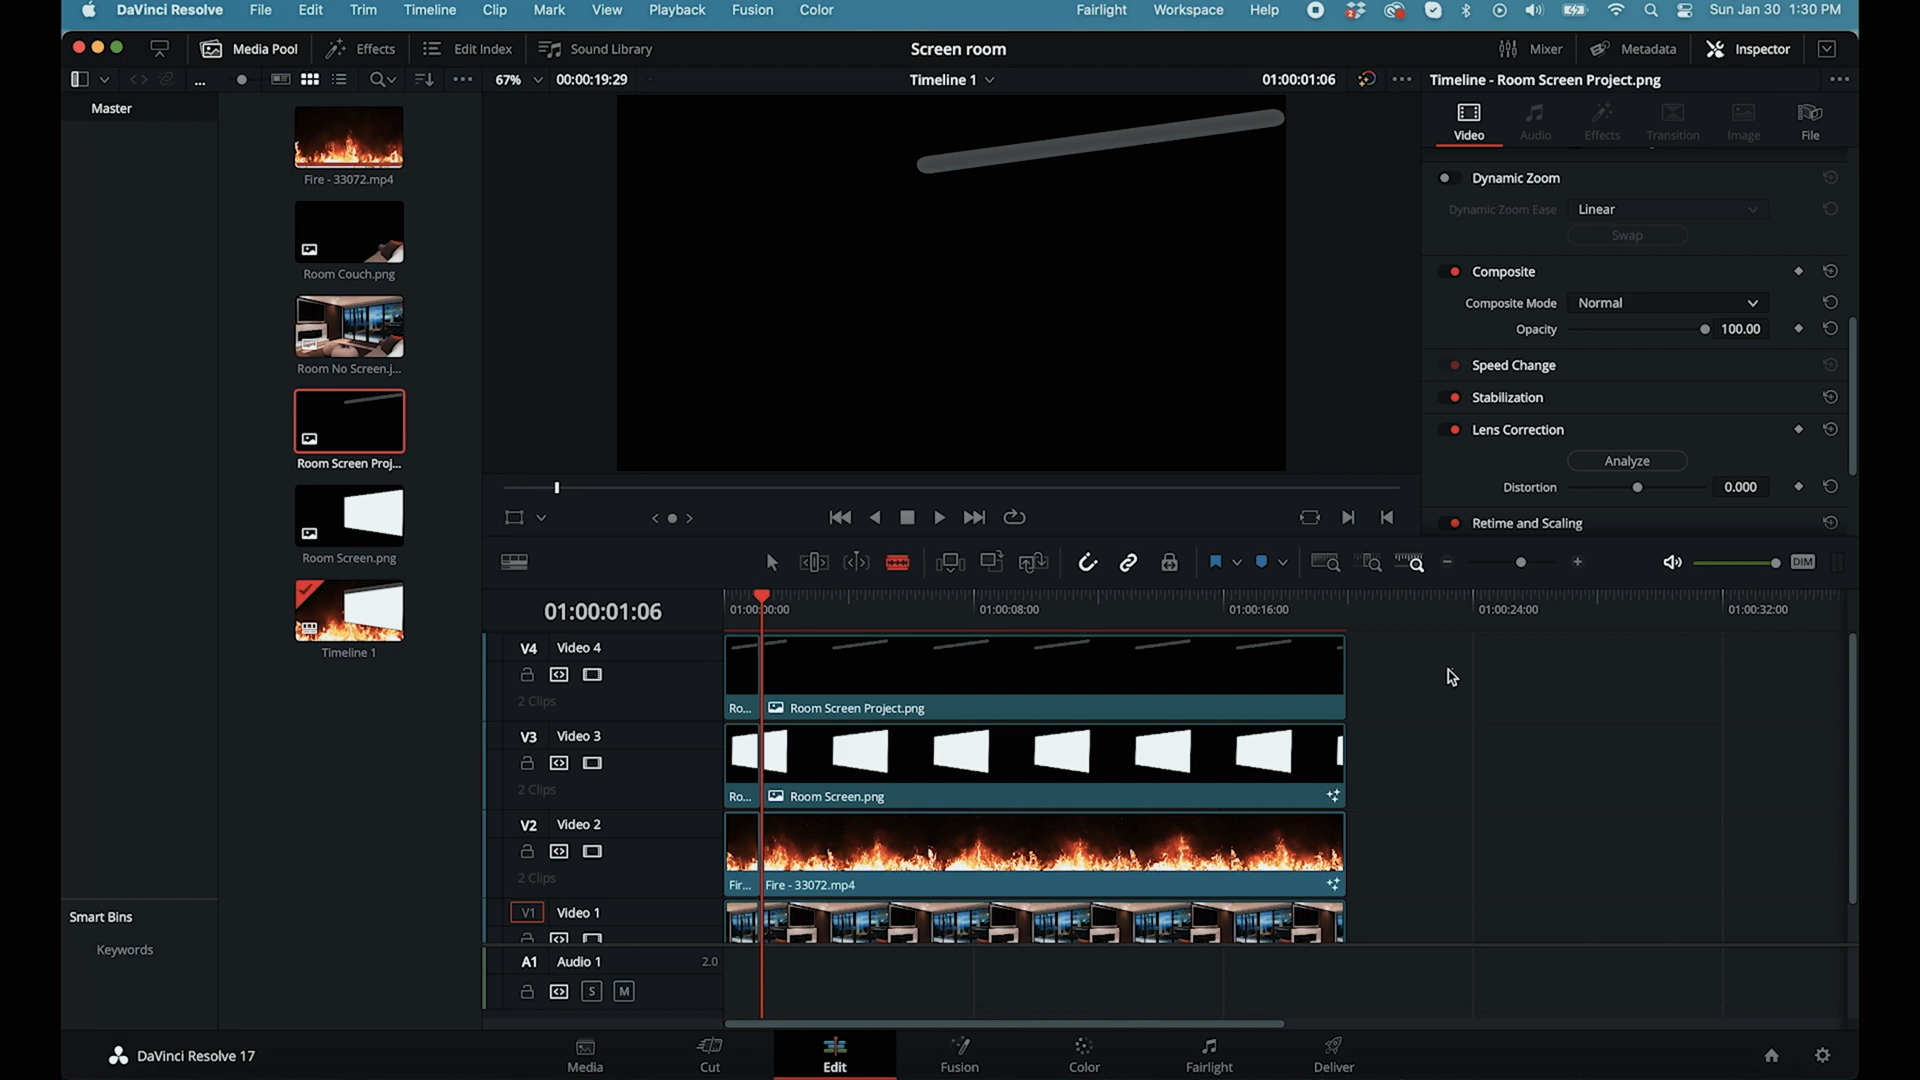 DaVinci Resolve File Edit Trim Timeline Clip Mark View Playback Fusion Color Fairlight Workspace Help 2 Sun Jan 30 1:30 PM
Media Pool Effects Edit Index Sound Library Screen room Mixer Metadata Inspector
... 67% 00:00:19:29 Timeline 1 01:00:01:06 Timeline - Room Screen Project.png
Master
Video Audio Effects Transition Image File
Fire - 33072.mp4
Dynamic Zoom
Dynamic Zoom Ease Linear
Swap
Room Couch.png
Composite
Composite Mode Normal
Opacity 100.00
Room No Screen.j...
Speed Change
Stabilization
Lens Correction
Analyze
Room Screen Proj...
Distortion 0.000
Retime and Scaling
Room Screen.png
DIM
01:00:01:06 01:00:00:00 01:00:08:00 01:00:16:00 01:00:24:00 01:00:32:00
Timeline 1
V4 Video 4
2 Clips
Ro... Room Screen Project.png
V3 Video 3
2 Clips
Ro... Room Screen.png
V2 Video 2
2 Clips
Fir... Fire - 33072.mp4
V1 Video 1
Smart Bins
Keywords
A1 Audio 1 2.0
S M
DaVinci Resolve 17
Media Cut Edit Fusion Color Fairlight Deliver